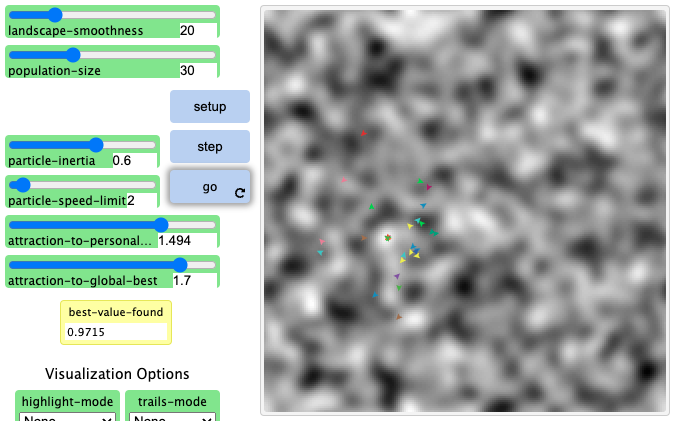 landscape-smoothness 20
population-size 30
setup
step
particle-inertia 0.6
go
particle-speed-limit 2
attraction-to-personal... 1.494
attraction-to-global-best 1.7
best-value-found
0.9715
Visualization Options
highlight-mode trails-mode
None None